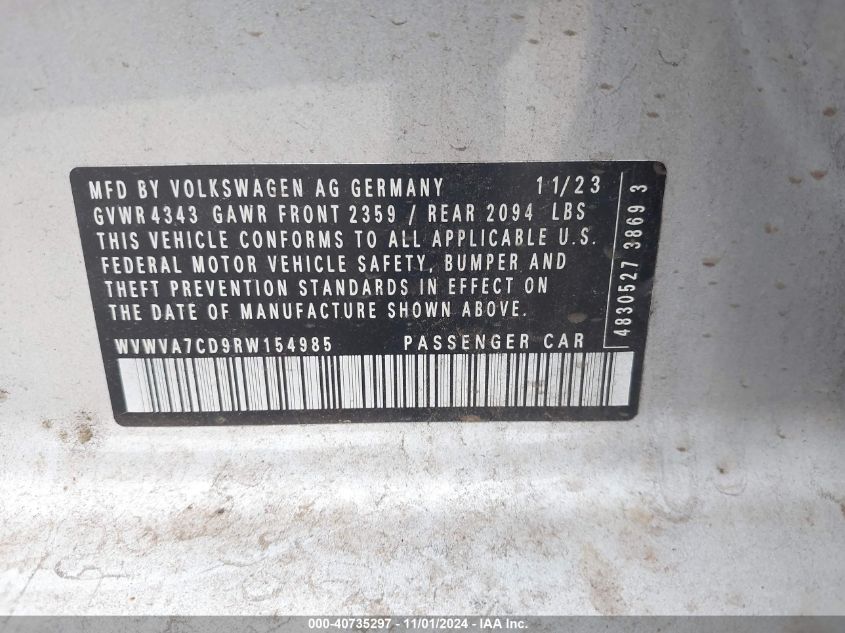 MFD BY VOLKSWAGEN AG GERMANY 11/23
GVWR 4343 GAWR FRONT 2359 / REAR 2094 LBS
THIS VEHICLE CONFORMS TO ALL APPLICABLE U.S.
FEDERAL MOTOR VEHICLE SAFETY, BUMPER AND
THEFT PREVENTION STANDARDS IN EFFECT ON
THE DATE OF MANUFACTURE SHOWN ABOVE.
WVWVA7CD9RW154985 PASSENGER CAR
4830527 3869 3
000-40735297 - 11/01/2024 - IAA Inc.